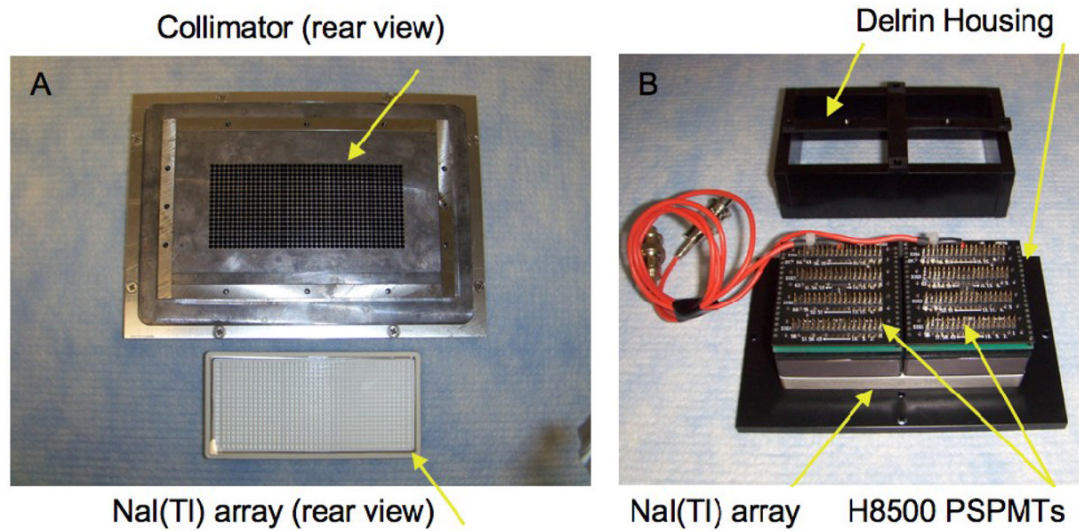 Collimator (rear view)
A
NaI(Tl) array (rear view)
Delrin Housing
B
NaI(Tl) array
H8500 PSPMTs